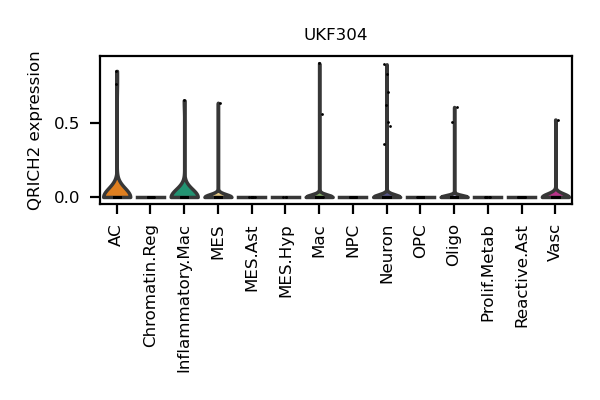 UKF304
QRICH2 expression
0.5
0.0
AC
Chromatin.Reg
Inflammatory.Mac
MES
MES.Ast
MES.Hyp
Mac
NPC
Neuron
OPC
Oligo
Prolif.Metab
Reactive.Ast
Vasc